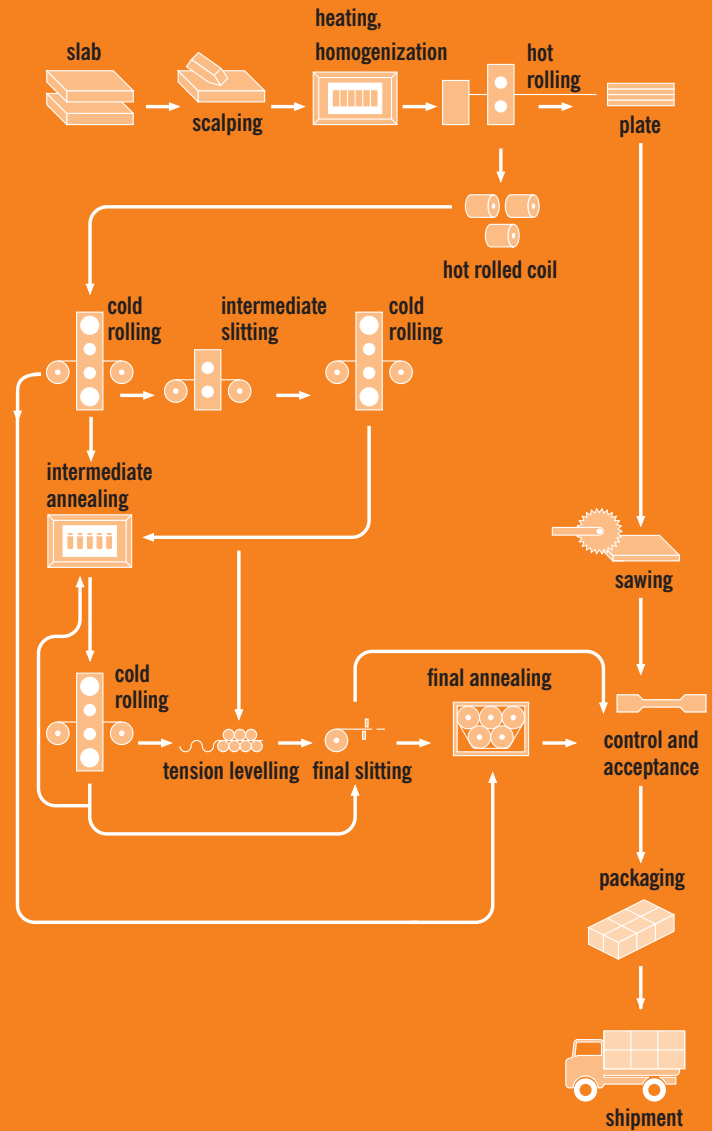 slab
scalping
heating,
homogenization
hot
rolling
plate
hot rolled coil
cold
rolling
intermediate
slitting
cold
rolling
intermediate
annealing
sawing
cold
rolling
tension levelling
final slitting
final annealing
control and
acceptance
packaging
shipment